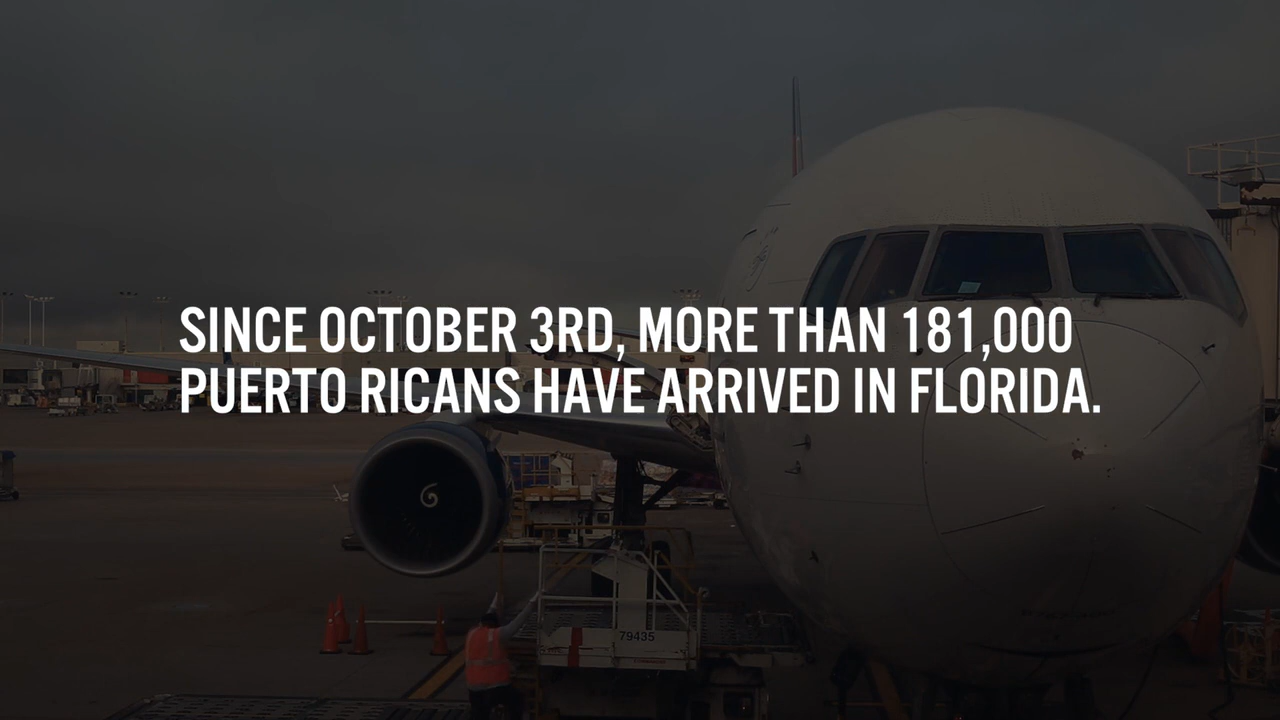 SINCE OCTOBER 3RD, MORE THAN 181,000
PUERTO RICANS HAVE ARRIVED IN FLORIDA.
79435